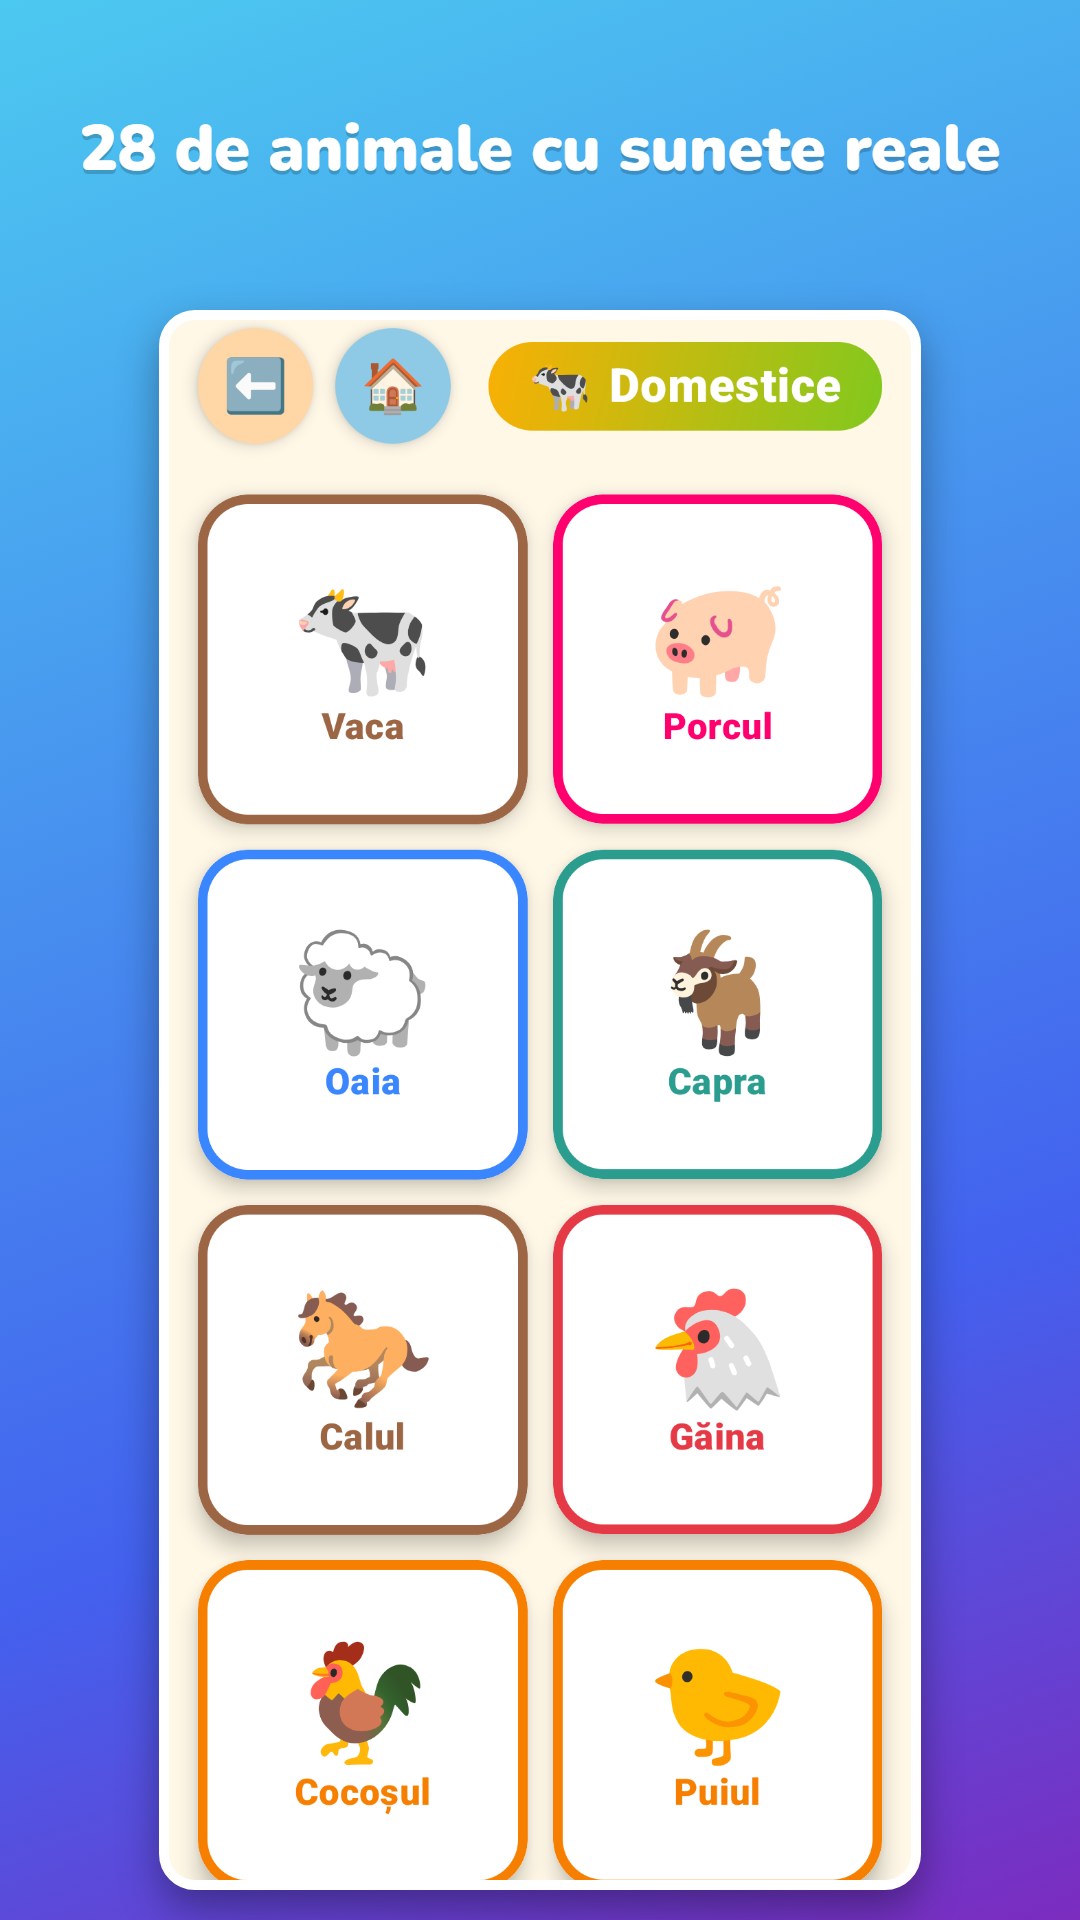 28 de animale cu sunete reale
Domestice
Vaca
Porcul
Oaia
Capra
Calul
Găina
Cocoșul
Puiul